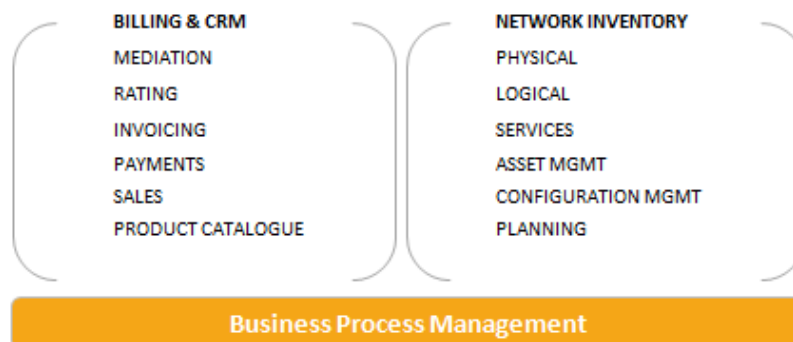 BILLING & CRM
MEDIATION
RATING
INVOICING
PAYMENTS
SALES
PRODUCT CATALOGUE
NETWORK INVENTORY
PHYSICAL
LOGICAL
SERVICES
ASSET MGMT
CONFIGURATION MGMT
PLANNING
Business Process Management